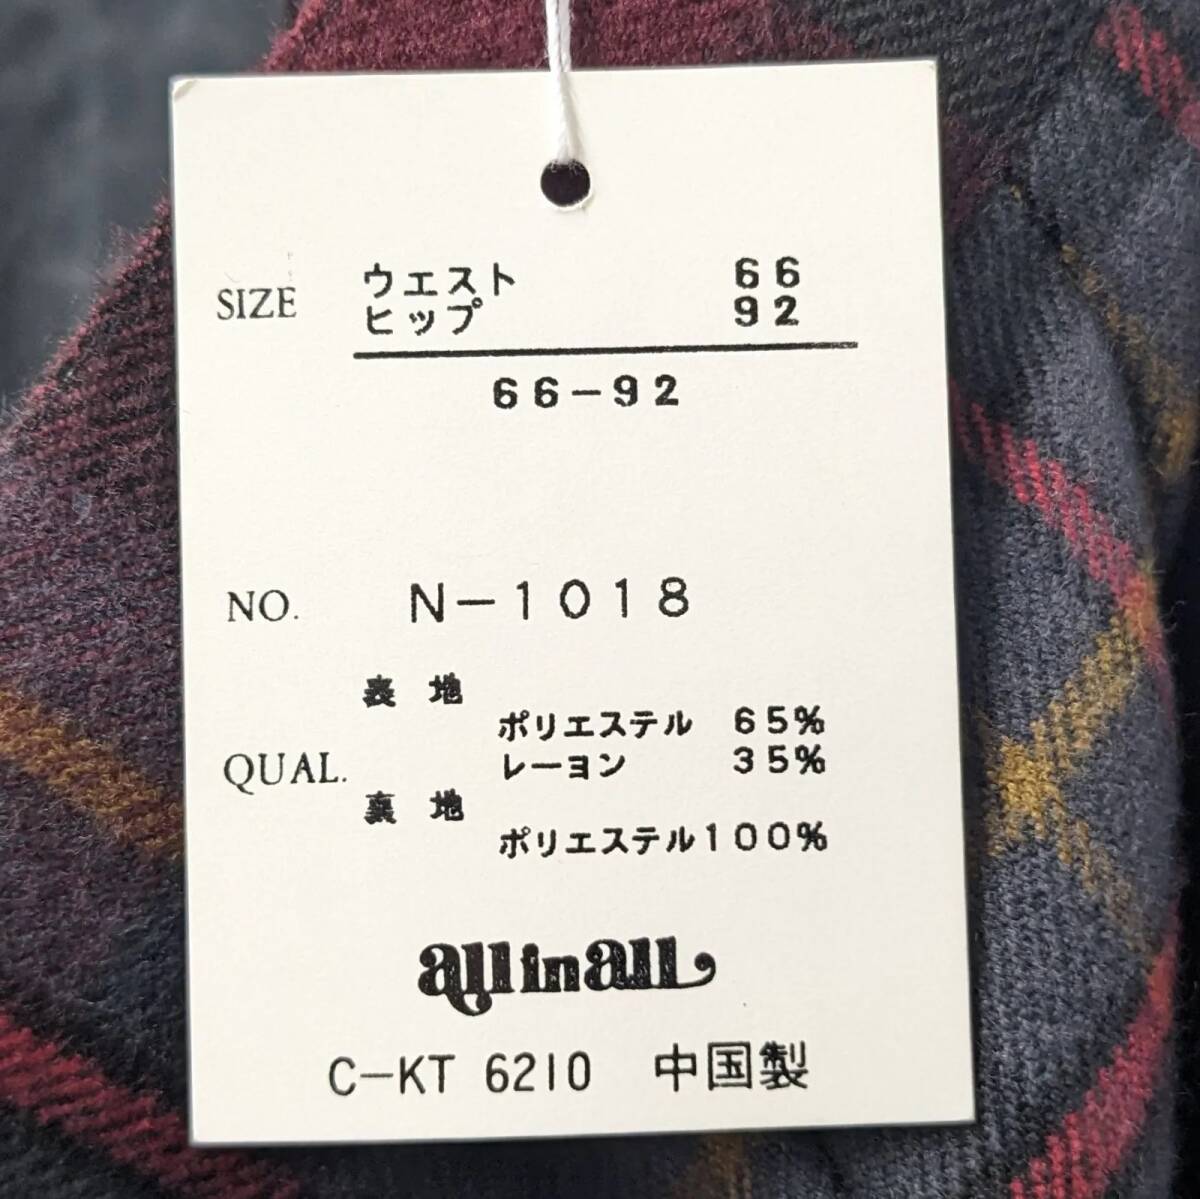 SIZE ウエスト 66
ヒップ 92
66-92
NO. N-1018
表地
ポリエステル 65%
QUAL. レーヨン 35%
裏地
ポリエステル100%
all in all
C-KT 6210 中国製